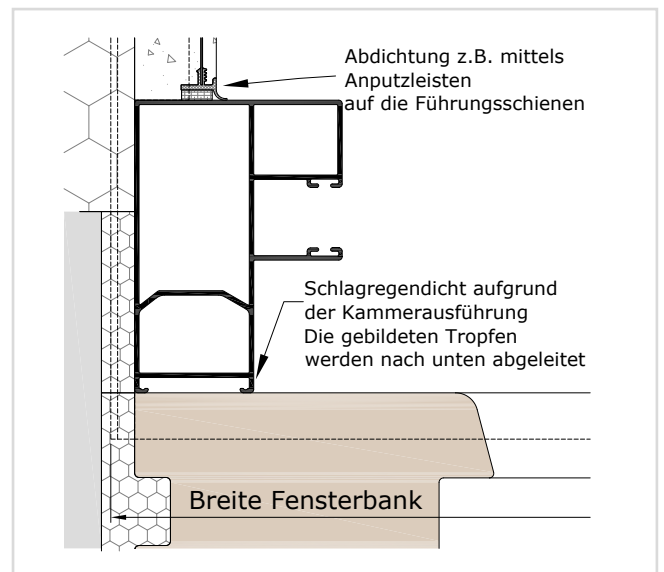 Abdichtung z.B. mittels
Anputzleisten
auf die Führungsschienen
Schlagregendicht aufgrund
der Kammerausführung
Die gebildeten Tropfen
werden nach unten abgeleitet
Breite Fensterbank